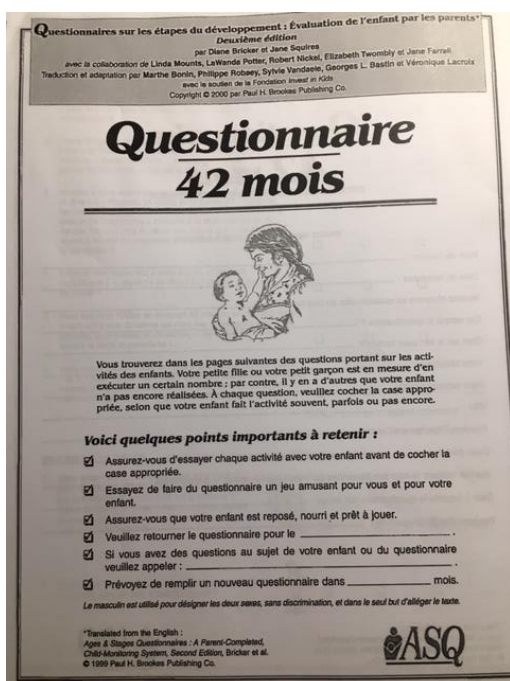 Questionnaires sur les étapes du développement : Évaluation de l'enfant par les parents*
Deuxième édition
par Diane Bricker et Jane Squires
avec la collaboration de Linda Mounts, LaWanda Potter, Robert Nickel, Elizabeth Twombly et Jane Farrell
Traduction et adaptation par Marthe Bonin, Philippe Robaey, Sylvie Vandaele, Georges L. Bastin et Véronique Lacroix
avec le soutien de la Fondation Invest in Kids
Copyright © 2000 par Paul H. Brookes Publishing Co.
Questionnaire
42 mois
Vous trouverez dans les pages suivantes des questions portant sur les acti-
vités des enfants. Votre petite fille ou votre petit garçon est en mesure d'en
exécuter un certain nombre ; par contre, il y en a d'autres que votre enfant
n'a pas encore réalisées. À chaque question, veuillez cocher la case appro-
priée, selon que votre enfant fait l'activité souvent, parfois ou pas encore.
Voici quelques points importants à retenir :
Assurez-vous d'essayer chaque activité avec votre enfant avant de cocher la
case appropriée.
Essayez de faire du questionnaire un jeu amusant pour vous et pour votre
enfant.
Assurez-vous que votre enfant est reposé, nourri et prêt à jouer.
Veuillez retourner le questionnaire pour le ____________________ .
Si vous avez des questions au sujet de votre enfant ou du questionnaire
veuillez appeler : ____________________ .
Prévoyez de remplir un nouveau questionnaire dans ____________ mois.
Le masculin est utilisé pour désigner les deux sexes, sans discrimination, et dans le seul but d'alléger le texte.
*Translated from the English :
Ages & Stages Questionnaires : A Parent-Completed,
Child-Monitoring System, Second Edition, Bricker et al.
© 1999 Paul H. Brookes Publishing Co.
ASQ